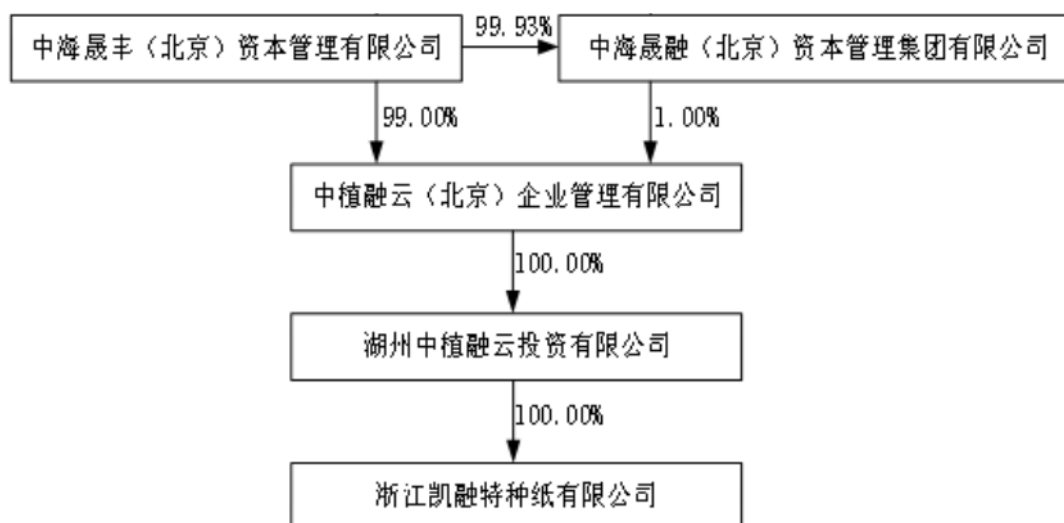 99.93%
中海晟丰（北京）资本管理有限公司
中海晟融（北京）资本管理集团有限公司
99.00%
1.00%
中植融云（北京）企业管理有限公司
100.00%
湖州中植融云投资有限公司
100.00%
浙江凯融特种纸有限公司